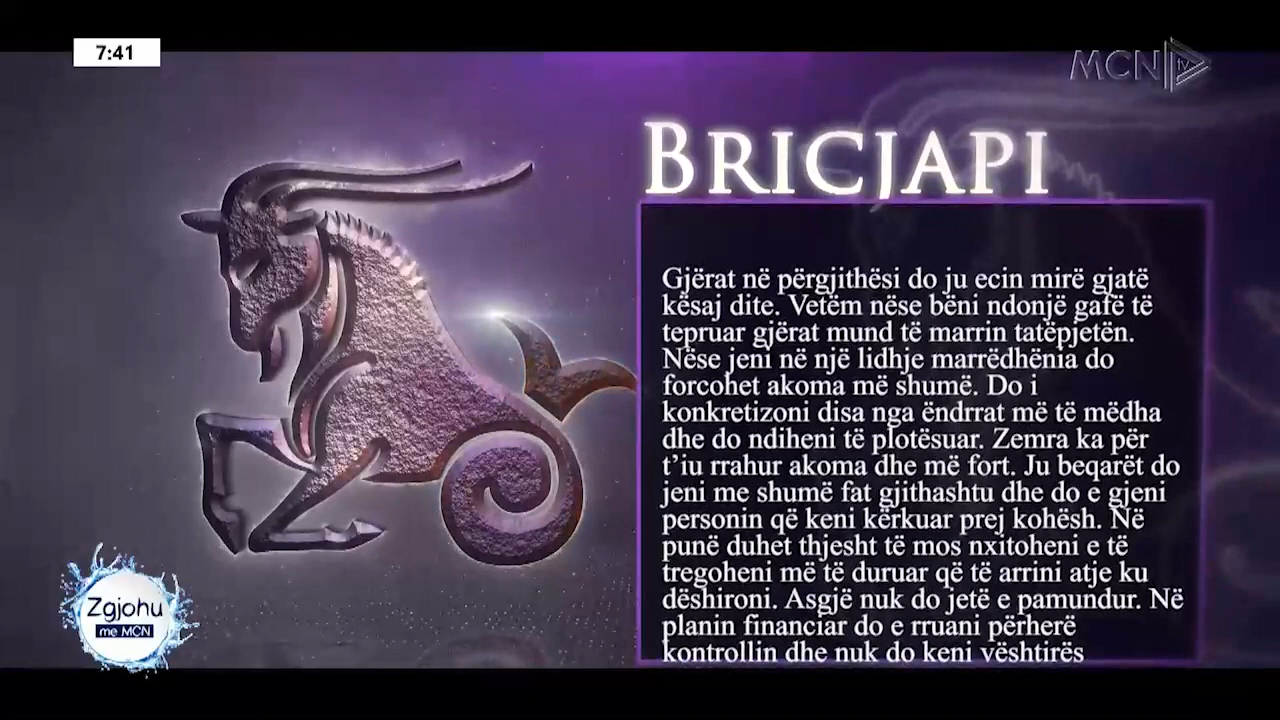 7:41
MCN tv
BRICJAPI
Gjërat në përgjithësi do ju ecin mirë gjatë
kësaj dite. Vetëm nëse bëni ndonjë gafë të
tepruar gjërat mund të marrin tatëpjetën.
Nëse jeni në një lidhje marrëdhënia do
forcohet akoma më shumë. Do i
konkretizoni disa nga ëndrrat më të mëdha
dhe do ndiheni të plotësuar. Zemra ka për
t’iu rrahur akoma dhe më fort. Ju beqarët do
jeni me shumë fat gjithashtu dhe do e gjeni
personin që keni kërkuar prej kohësh. Në
punë duhet thjesht të mos nxitoheni e të
tregoheni më të duruar që të arrini atje ku
dëshironi. Asgjë nuk do jetë e pamundur. Në
planin financiar do e rruani përherë
kontrollin dhe nuk do keni vështirës
Zgjohu
me MCN